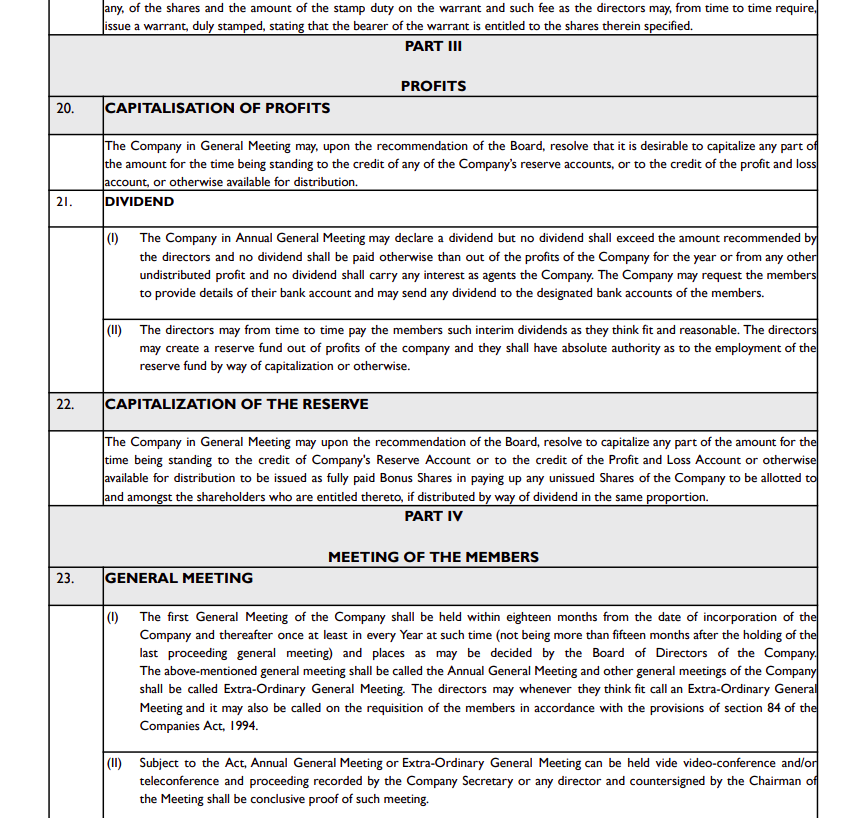 any, of the shares and the amount of the stamp duty on the warrant and such fee as the directors may, from time to time require,
issue a warrant, duly stamped, stating that the bearer of the warrant is entitled to the shares therein specified.
PART III
PROFITS
20. CAPITALISATION OF PROFITS
The Company in General Meeting may, upon the recommendation of the Board, resolve that it is desirable to capitalize any part of
the amount for the time being standing to the credit of any of the Company's reserve accounts, or to the credit of the profit and loss
account, or otherwise available for distribution.
21. DIVIDEND
(I) The Company in Annual General Meeting may declare a dividend but no dividend shall exceed the amount recommended by
the directors and no dividend shall be paid otherwise than out of the profits of the Company for the year or from any other
undistributed profit and no dividend shall carry any interest as agents the Company. The Company may request the members
to provide details of their bank account and may send any dividend to the designated bank accounts of the members.
(II) The directors may from time to time pay the members such interim dividends as they think fit and reasonable. The directors
may create a reserve fund out of profits of the company and they shall have absolute authority as to the employment of the
reserve fund by way of capitalization or otherwise.
22. CAPITALIZATION OF THE RESERVE
The Company in General Meeting may upon the recommendation of the Board, resolve to capitalize any part of the amount for the
time being standing to the credit of Company's Reserve Account or to the credit of the Profit and Loss Account or otherwise
available for distribution to be issued as fully paid Bonus Shares in paying up any unissued Shares of the Company to be allotted to
and amongst the shareholders who are entitled thereto, if distributed by way of dividend in the same proportion.
PART IV
MEETING OF THE MEMBERS
23. GENERAL MEETING
(I) The first General Meeting of the Company shall be held within eighteen months from the date of incorporation of the
Company and thereafter once at least in every Year at such time (not being more than fifteen months after the holding of the
last proceeding general meeting) and places as may be decided by the Board of Directors of the Company.
The above-mentioned general meeting shall be called the Annual General Meeting and other general meetings of the Company
shall be called Extra-Ordinary General Meeting. The directors may whenever they think fit call an Extra-Ordinary General
Meeting and it may also be called on the requisition of the members in accordance with the provisions of section 84 of the
Companies Act, 1994.
(II) Subject to the Act, Annual General Meeting or Extra-Ordinary General Meeting can be held vide video-conference and/or
teleconference and proceeding recorded by the Company Secretary or any director and countersigned by the Chairman of
the Meeting shall be conclusive proof of such meeting.